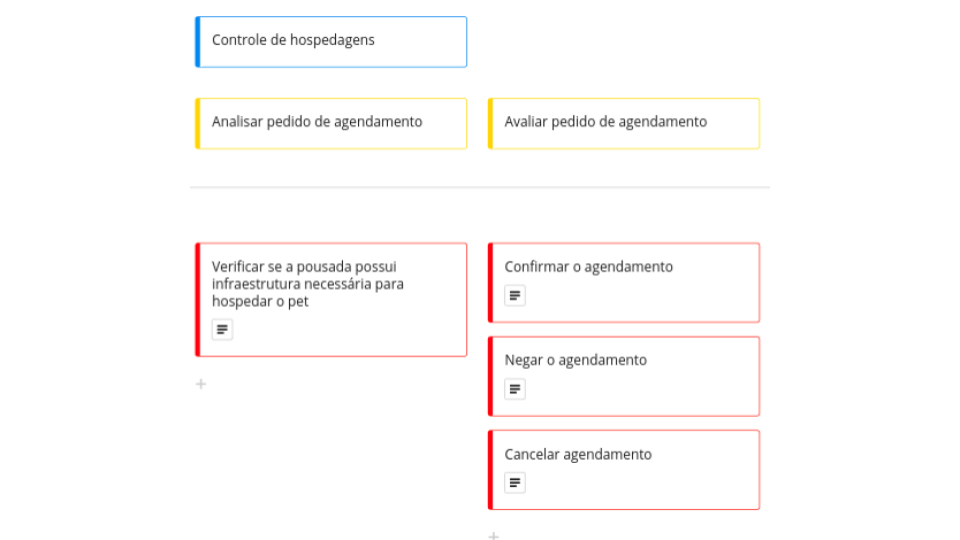 Controle de hospedagens
Analisar pedido de agendamento
Avaliar pedido de agendamento
Verificar se a pousada possui
infraestrutura necessária para
hospedar o pet
Confirmar o agendamento
Negar o agendamento
Cancelar agendamento